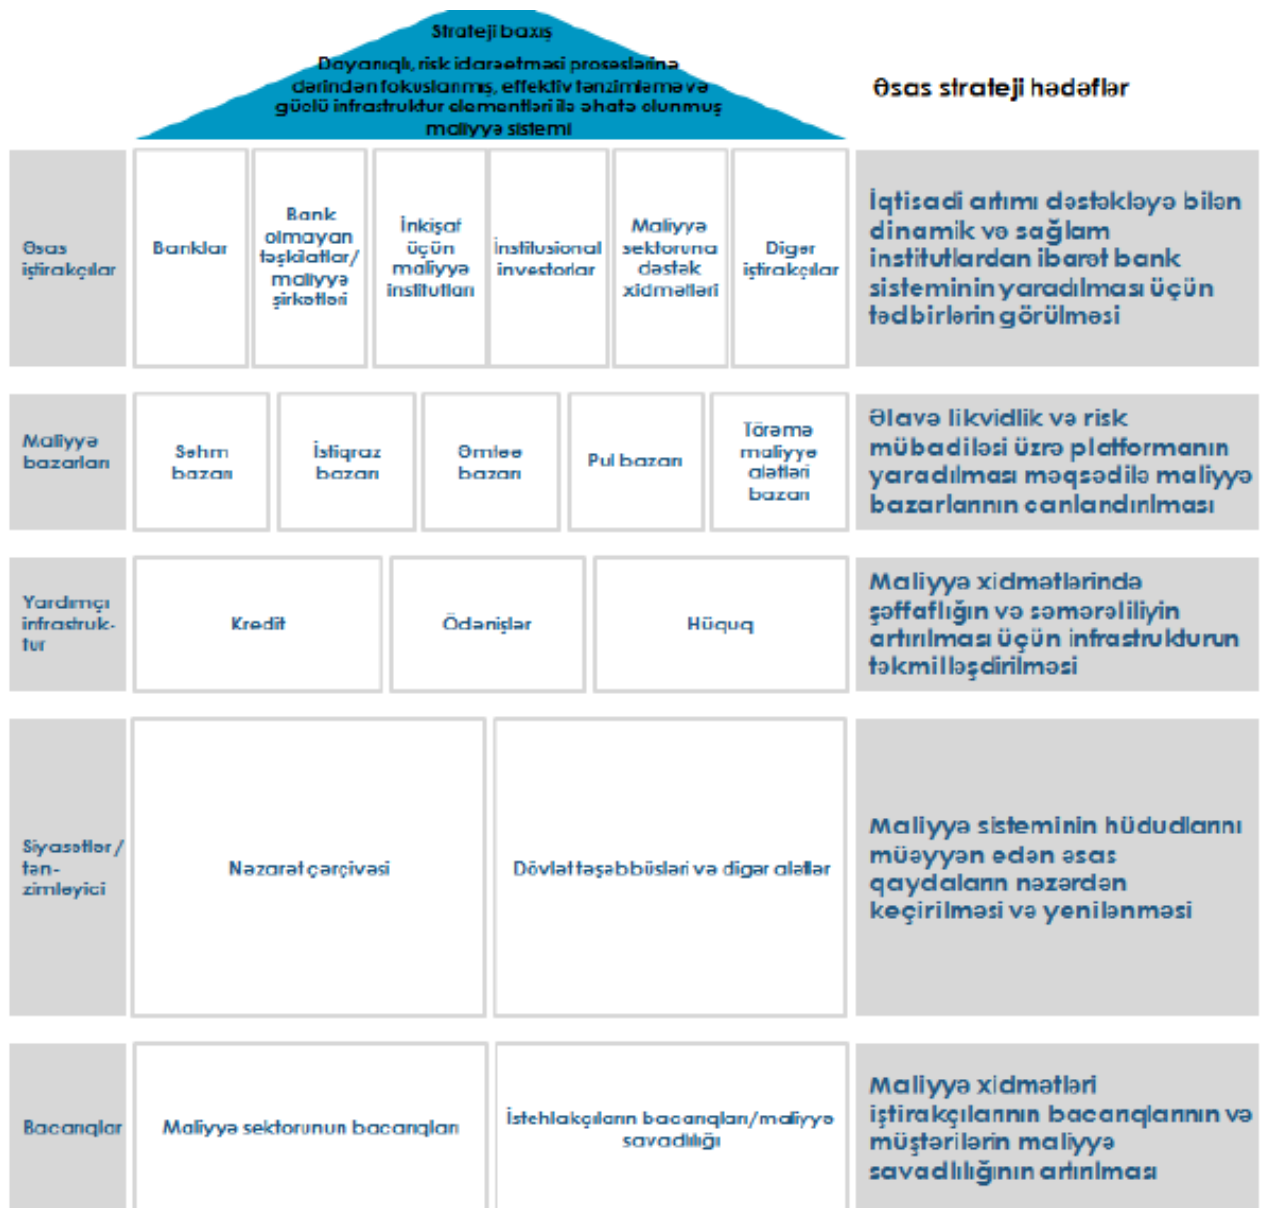 Strateji baxış
Dayanıqlı, risk idarəetməsi proseslərinə
dərindən fokuslanmış, effektiv tənzimləmə və
güclü infrastruktur elementləri ilə əhatə olunmuş
maliyyə sistemi
Əsas strateji hədəflər
Əsas
iştirakçılar
Banklar
Bank
olmayan
təşkilatlar/
maliyyə
şirkətləri
İnkişaf
üçün
maliyyə
institutları
İnstitusional
investorlar
Maliyyə
sektoruna
dəstək
xidmətləri
Digər
iştirakçılar
İqtisadi artımı dəstəkləyə bilən
dinamik və sağlam
institutlardan ibarət bank
sisteminin yaradılması üçün
tədbirlərin görülməsi
Maliyyə
bazarları
Səhm
bazarı
İstiqraz
bazarı
Əmtəə
bazarı
Pul bazarı
Törəmə
maliyyə
alətləri
bazarı
Əlavə likvidlik və risk
mübadiləsi üzrə platformanın
yaradılması məqsədilə maliyyə
bazarlarının canlandırılması
Yardımçı
infrastruk-
tur
Kredit
Ödənişlər
Hüquq
Maliyyə xidmətlərində
şəffaflığın və səmərəliliyin
artırılması üçün infrastrukturun
təkmilləşdirilməsi
Siyasətlər/
tən-
zimləyici
Nəzarət çərçivəsi
Dövlət təşəbbüsləri və digər alətlər
Maliyyə sisteminin hüdudlarını
müəyyən edən əsas
qaydaların nəzərdən
keçirilməsi və yenilənməsi
Bacarıqlar
Maliyyə sektorunun bacarıqları
İstehlakçıların bacarıqları/maliyyə
savadlılığı
Maliyyə xidmətləri
iştirakçılarının bacarıqlarının və
müştərilərin maliyyə
savadlılığının artırılması